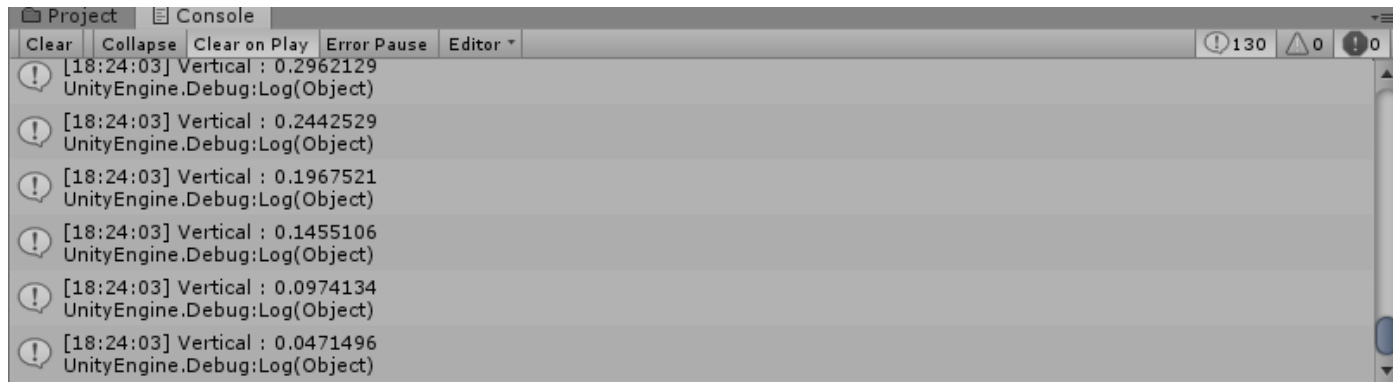 Project Console
Clear Collapse Clear on Play Error Pause Editor 130 0 0
[18:24:03] Vertical : 0.2962129
UnityEngine.Debug:Log(Object)
[18:24:03] Vertical : 0.2442529
UnityEngine.Debug:Log(Object)
[18:24:03] Vertical : 0.1967521
UnityEngine.Debug:Log(Object)
[18:24:03] Vertical : 0.1455106
UnityEngine.Debug:Log(Object)
[18:24:03] Vertical : 0.0974134
UnityEngine.Debug:Log(Object)
[18:24:03] Vertical : 0.0471496
UnityEngine.Debug:Log(Object)